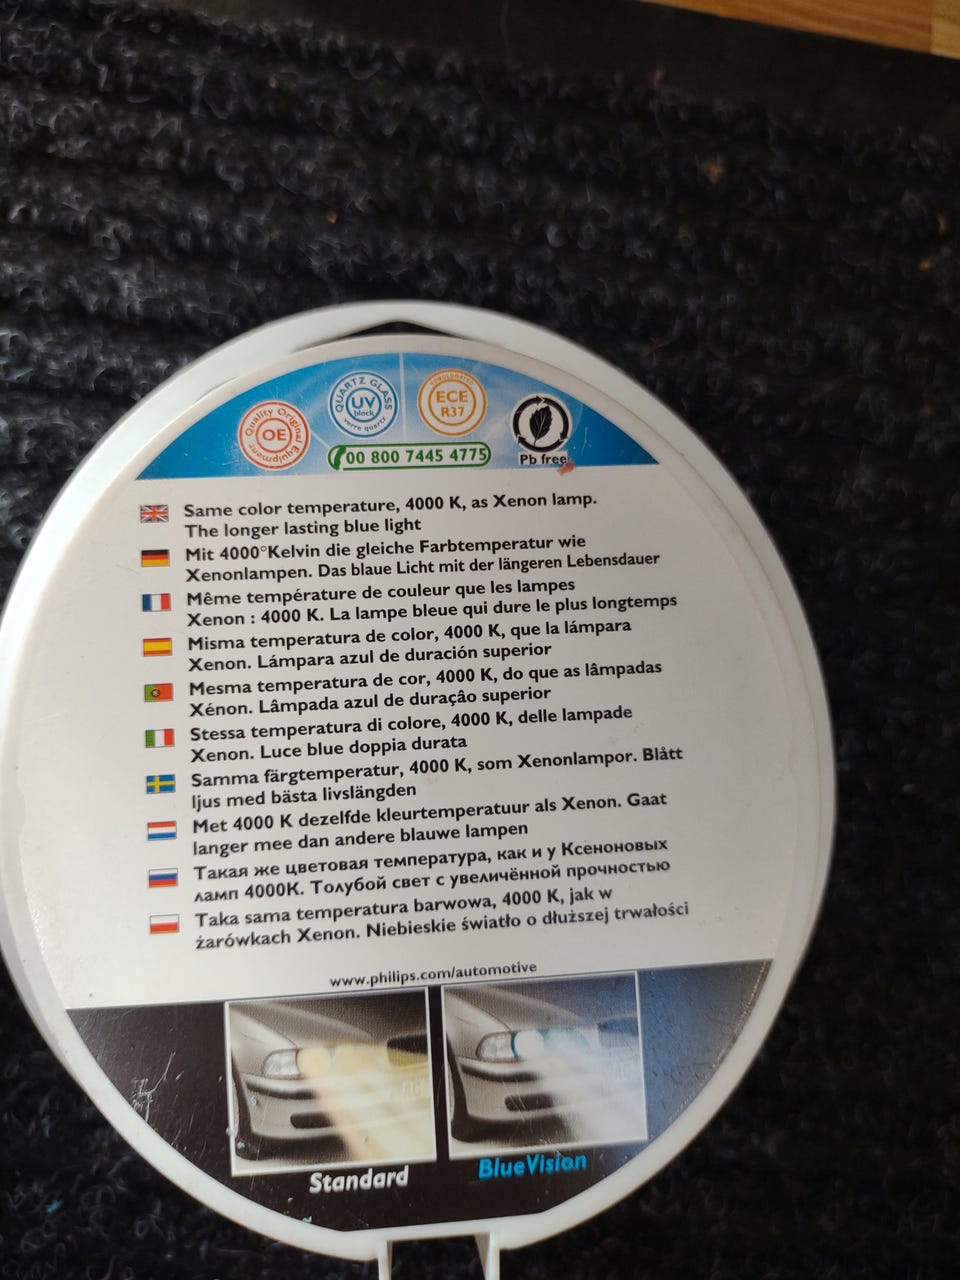 Quality Original Equipment
OE
QUARTZ GLASS
UV
block
verre quartz
HOMOLOGATED
ECE
R37
00 800 7445 4775
Pb free
Same color temperature, 4000 K, as Xenon lamp.
The longer lasting blue light
Mit 4000°Kelvin die gleiche Farbtemperatur wie
Xenonlampen. Das blaue Licht mit der längeren Lebensdauer
Même température de couleur que les lampes
Xenon : 4000 K. La lampe bleue qui dure le plus longtemps
Misma temperatura de color, 4000 K, que la lámpara
Xenon. Lámpara azul de duración superior
Mesma temperatura de cor, 4000 K, do que as lâmpadas
Xénon. Lâmpada azul de duraçâo superior
Stessa temperatura di colore, 4000 K, delle lampade
Xenon. Luce blue doppia durata
Samma färgtemperatur, 4000 K, som Xenonlampor. Blått
ljus med bästa livslängden
Met 4000 K dezelfde kleurtemperatuur als Xenon. Gaat
langer mee dan andere blauwe lampen
Такая же цветовая температура, как и у Ксеноновых
ламп 4000K. Толубой свет с увеличённой прочностью
Taka sama temperatura barwowa, 4000 K, jak w
żarówkach Xenon. Niebieskie światło o dłuższej trwałości
www.philips.com/automotive
Standard
BlueVision